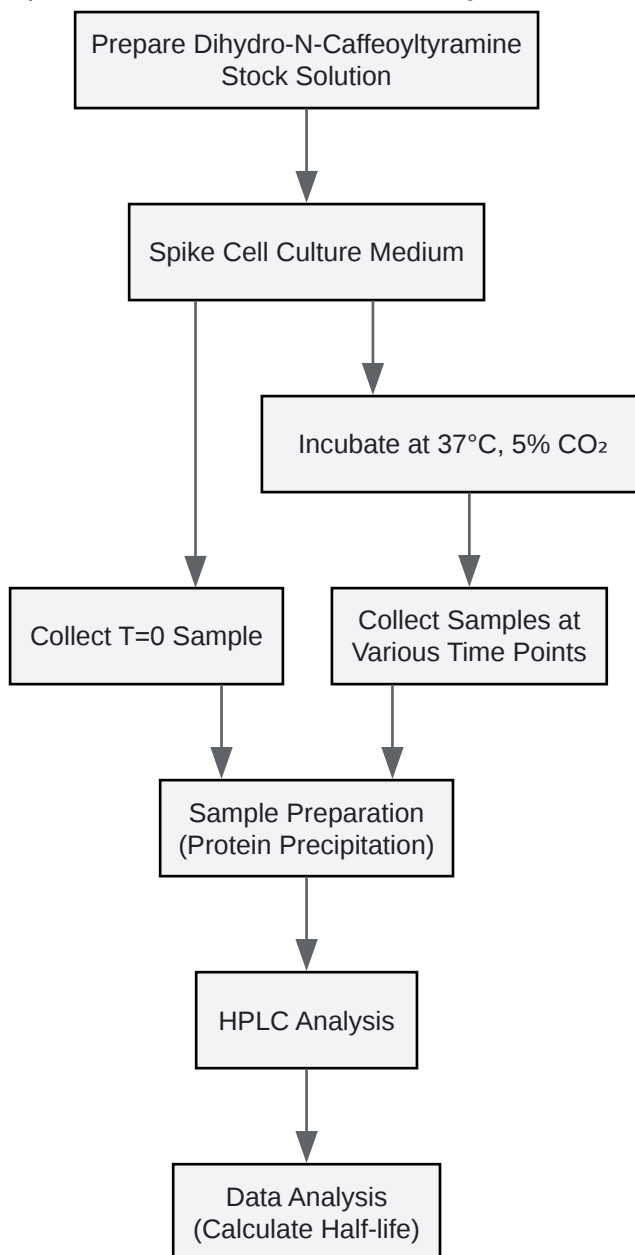 Prepare Dihydro-N-Caffeoyltyramine
Stock Solution
Spike Cell Culture Medium
Incubate at 37°C, 5% CO₂
Collect T=0 Sample
Collect Samples at
Various Time Points
Sample Preparation
(Protein Precipitation)
HPLC Analysis
Data Analysis
(Calculate Half-life)